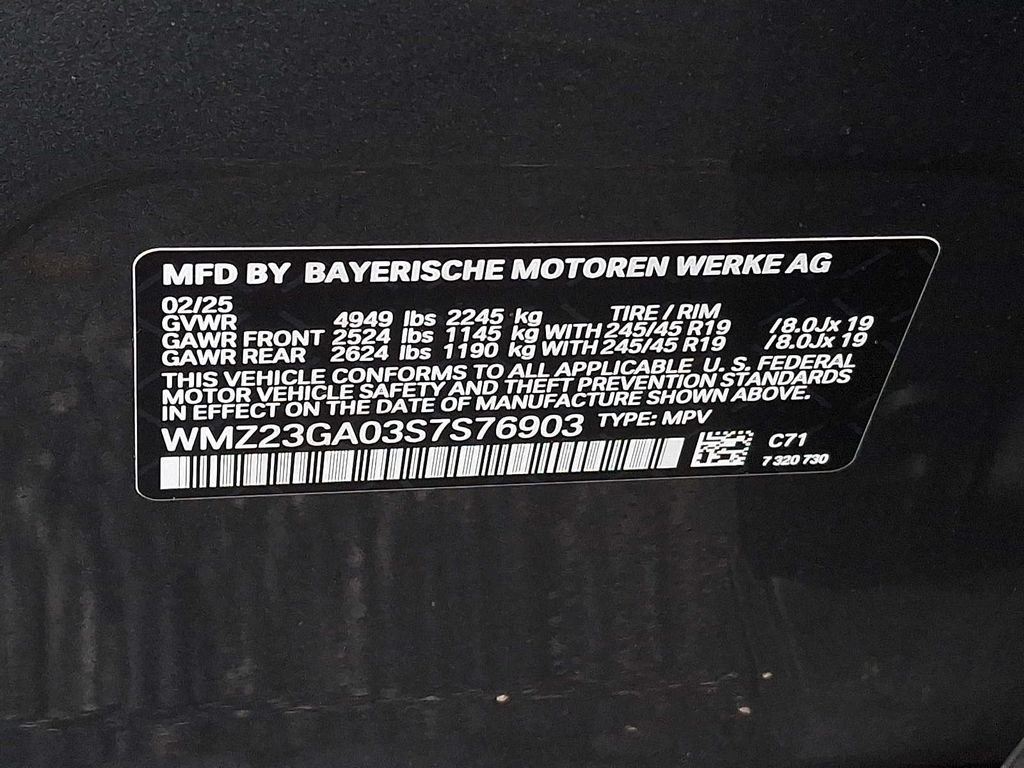 MFD BY BAYERISCHE MOTOREN WERKE AG
02/25 TIRE / RIM
GVWR 4949 lbs 2245 kg
GAWR FRONT 2524 lbs 1145 kg WITH 245/45 R19 /8.0Jx 19
GAWR REAR 2624 lbs 1190 kg WITH 245/45 R19 /8.0Jx 19
THIS VEHICLE CONFORMS TO ALL APPLICABLE U. S. FEDERAL
MOTOR VEHICLE SAFETY AND THEFT PREVENTION STANDARDS
IN EFFECT ON THE DATE OF MANUFACTURE SHOWN ABOVE.
WMZ23GA03S7S76903 TYPE: MPV
C71
7 320 730